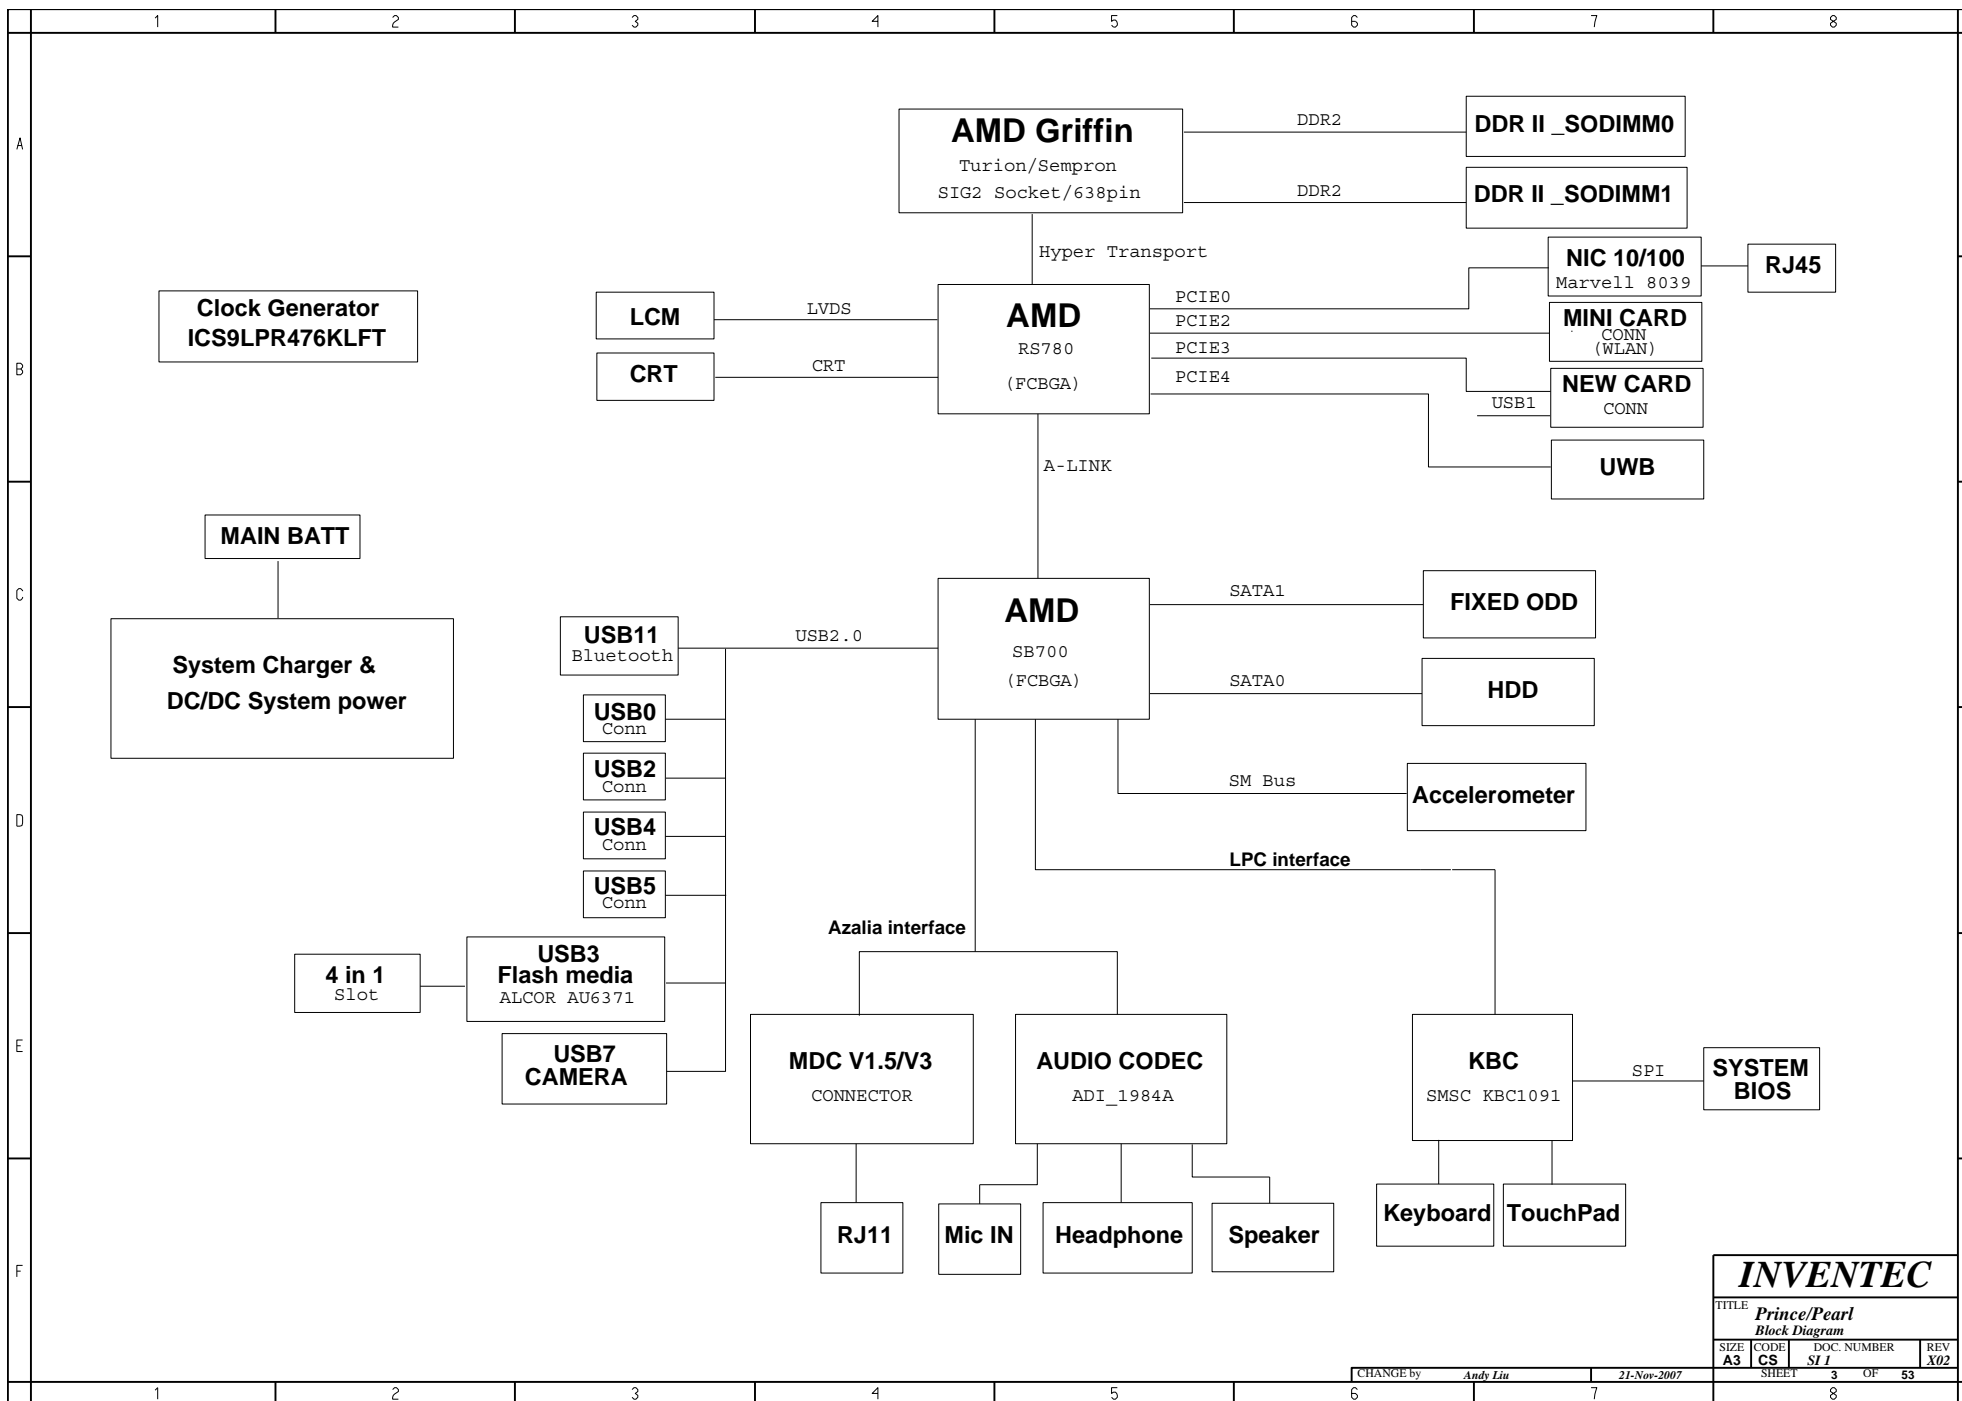 1 2 3 4 5 6 7 8
A
B
C
D
E
F
AMD Griffin
Turion/Sempron
SIG2 Socket/638pin
DDR2
DDR II _SODIMM0
DDR2
DDR II _SODIMM1
Hyper Transport
NIC 10/100
Marvell 8039
RJ45
Clock Generator
ICS9LPR476KLFT
LCM
LVDS
CRT
CRT
AMD
RS780
(FCBGA)
PCIE0
PCIE2
PCIE3
PCIE4
MINI CARD
CONN
(WLAN)
NEW CARD
CONN
USB1
UWB
A-LINK
MAIN BATT
System Charger &
DC/DC System power
USB11
Bluetooth
USB2.0
AMD
SB700
(FCBGA)
SATA1
FIXED ODD
SATA0
HDD
USB0
Conn
USB2
Conn
USB4
Conn
USB5
Conn
SM Bus
Accelerometer
LPC interface
Azalia interface
4 in 1
Slot
USB3
Flash media
ALCOR AU6371
USB7
CAMERA
MDC V1.5/V3
CONNECTOR
AUDIO CODEC
ADI_1984A
KBC
SMSC KBC1091
SPI
SYSTEM
BIOS
RJ11
Mic IN
Headphone
Speaker
Keyboard
TouchPad
INVENTEC
TITLE
Prince/Pearl
Block Diagram
SIZE CODE DOC. NUMBER REV
A3 CS SI 1 X02
CHANGE by Andy Liu 21-Nov-2007 SHEET 3 OF 53
1 2 3 4 5 6 7 8